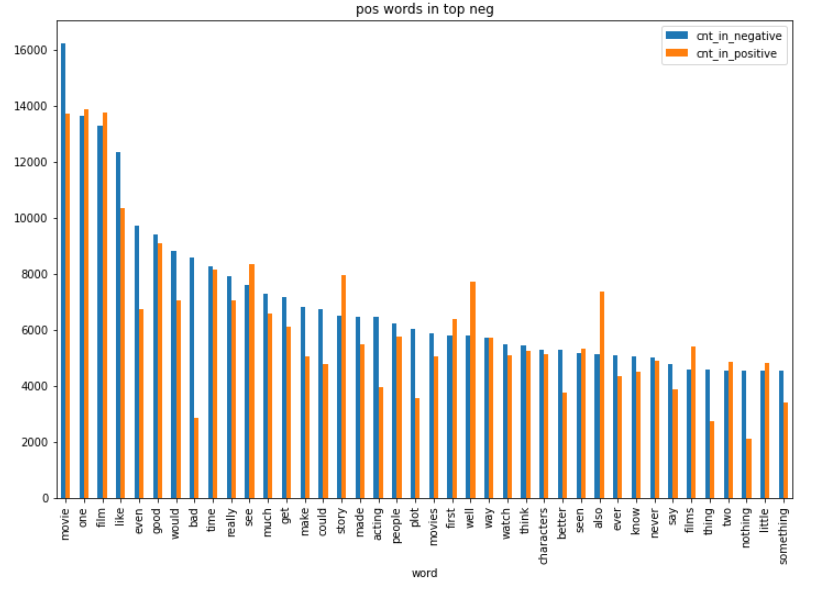 pos words in top neg
cnt_in_negative
cnt_in_positive
16000
14000
12000
10000
8000
6000
4000
2000
0
movie
one
film
like
even
good
would
bad
time
really
see
much
get
make
could
story
made
acting
people
plot
movies
first
well
way
watch
think
characters
better
seen
also
ever
know
never
say
films
thing
two
nothing
little
something
word